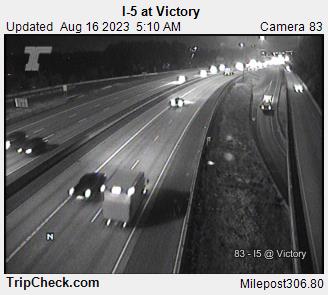 I-5 at Victory
Updated Aug 16 2023 5:10 AM Camera 83
T
N
83 - I5 @ Victory
TripCheck.com Milepost306.80